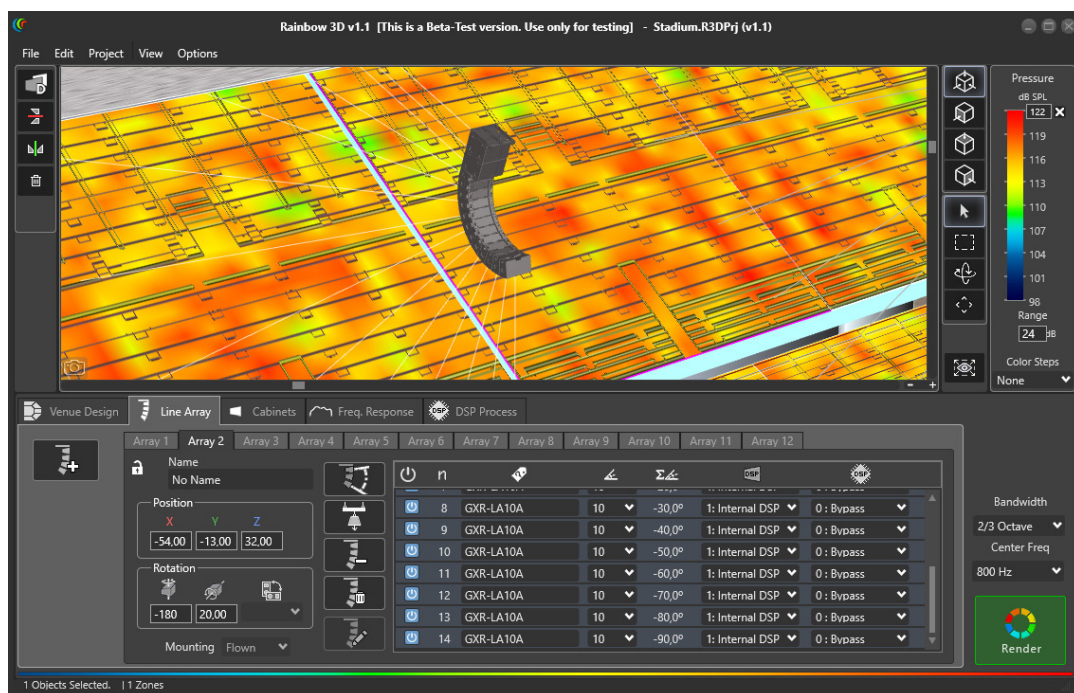 Rainbow 3D v1.1 [This is a Beta-Test version. Use only for testing] - Stadium.R3DPrj (v1.1)
File Edit Project View Options
Pressure
dB SPL
122
119
116
113
110
107
104
101
98
Range
24 dB
Color Steps
None
- +
Venue Design Line Array Cabinets Freq. Response DSP DSP Process
Array 1 Array 2 Array 3 Array 4 Array 5 Array 6 Array 7 Array 8 Array 9 Array 10 Array 11 Array 12
Name
No Name
Position
X Y Z
-54,00 -13,00 32,00
Rotation
-180 20,00
Mounting Flown
n Σ DSP DSP
8 GXR-LA10A 10 -30,0º 1: Internal DSP 0 : Bypass
9 GXR-LA10A 10 -40,0º 1: Internal DSP 0 : Bypass
10 GXR-LA10A 10 -50,0º 1: Internal DSP 0 : Bypass
11 GXR-LA10A 10 -60,0º 1: Internal DSP 0 : Bypass
12 GXR-LA10A 10 -70,0º 1: Internal DSP 0 : Bypass
13 GXR-LA10A 10 -80,0º 1: Internal DSP 0 : Bypass
14 GXR-LA10A 10 -90,0º 1: Internal DSP 0 : Bypass
Bandwidth
2/3 Octave
Center Freq
800 Hz
Render
1 Objects Selected. | 1 Zones